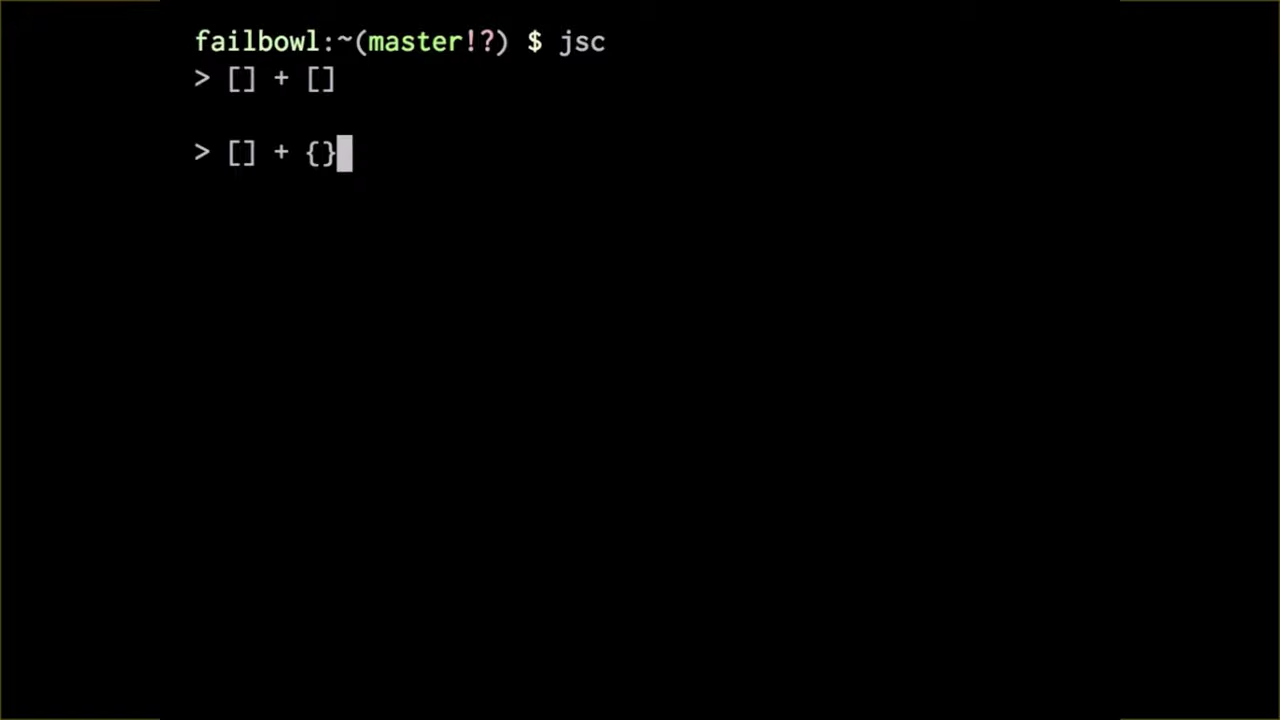 failbowl:~(master!?) $ jsc
> [] + []
> [] + {}